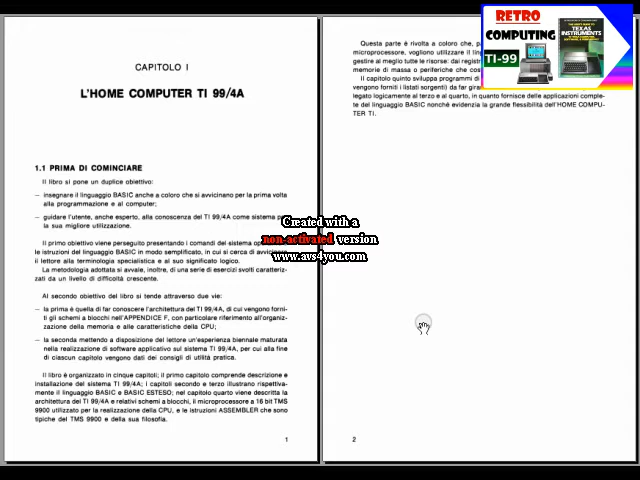 CAPITOLO I
L'HOME COMPUTER TI 99/4A
1.1 PRIMA DI COMINCIARE
Il libro si pone un duplice obiettivo:
— insegnare il linguaggio BASIC anche a coloro che si avvicinano per la prima volta
alla programmazione e al computer;
— guidare l'utente, anche esperto, alla conoscenza del TI 99/4A come sistema per
la sua migliore utilizzazione.
Il primo obiettivo viene perseguito presentando i comandi del sistema
le istruzioni del linguaggio BASIC in modo semplificato, in cui si cerca di avvicinare
il lettore alla terminologia specialistica e al suo significato logico.
La metodologia adottata si avvale, inoltre, di una serie di esercizi svolti caratteriz-
zati da un livello di difficoltà crescente.
Al secondo obiettivo del libro si tende attraverso due vie:
— la prima è quella di far conoscere l'architettura del TI 99/4A, di cui vengono forni-
ti gli schemi a blocchi nell'APPENDICE F, con particolare riferimento all'organiz-
zazione della memoria e alle caratteristiche della CPU;
— la seconda mettendo a disposizione del lettore un'esperienza biennale maturata
nella realizzazione di software applicativo sul sistema TI 99/4A, per cui alla fine
di ciascun capitolo vengono dati dei consigli di utilità pratica.
Il libro è organizzato in cinque capitoli; il primo capitolo comprende descrizione e
installazione del sistema TI 99/4A; i capitoli secondo e terzo illustrano rispettiva-
mente il linguaggio BASIC e BASIC ESTESO; nel capitolo quarto viene descritta la
architettura del TI 99/4A e relativi schemi a blocchi, il microprocessore a 16 bit TMS
9900 utilizzato per la realizzazione della CPU, e le istruzioni ASSEMBLER che sono
tipiche del TMS 9900 e della sua filosofia.
1
Questa parte è rivolta a coloro che,
microprocessore, vogliono utilizzare il
gestire al meglio tutte le risorse: dai
memorie di massa o periferiche che
Il capitolo quinto sviluppa programmi di
vengono forniti i listati sorgenti) da far
legato logicamente al terzo e al quarto, in quanto fornisce delle applicazioni comple-
te del linguaggio BASIC nonché evidenzia la grande flessibilità dell'HOME COMPU-
TER TI.
2
RETRO
COMPUTING
TI-99
TEXAS
INSTRUMENTS
Created with a
non-activated version
www.avs4you.com